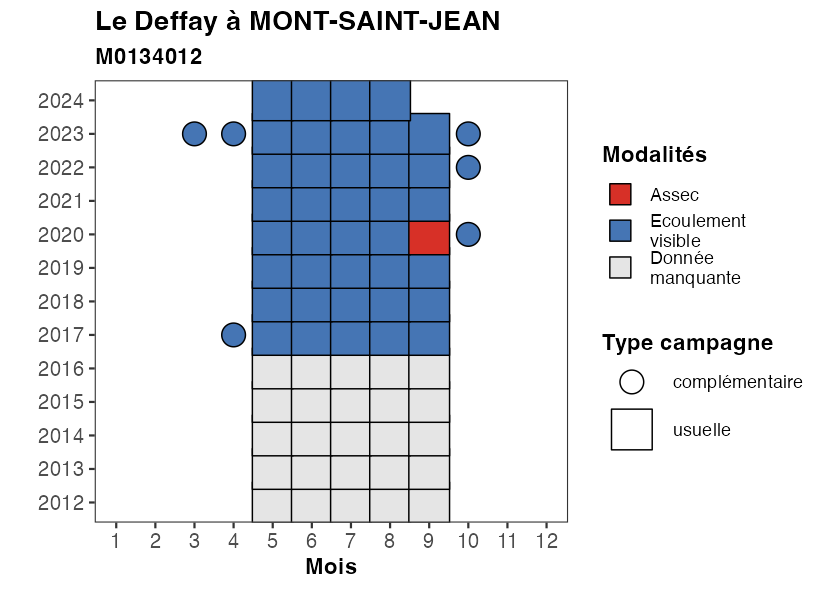 Le Deffay à MONT-SAINT-JEAN
M0134012
2024
2023
2022
2021
2020
2019
2018
2017
2016
2015
2014
2013
2012
1 2 3 4 5 6 7 8 9 10 11 12
Mois
Modalités
Assec
Ecoulement
visible
Donnée
manquante
Type campagne
complémentaire
usuelle